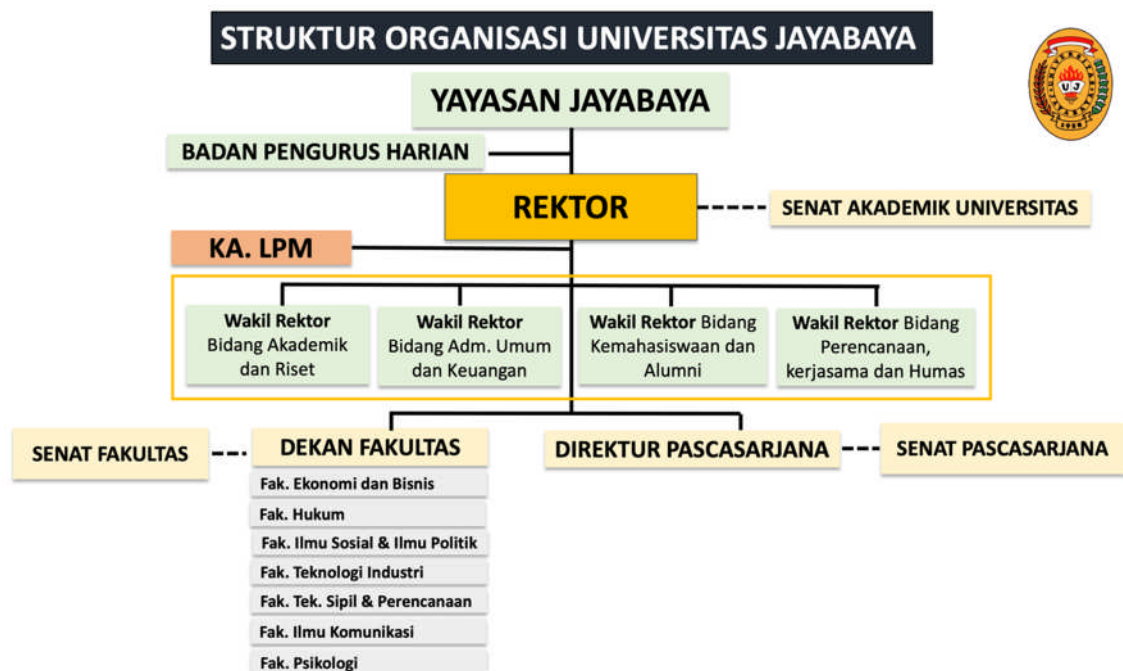 STRUKTUR ORGANISASI UNIVERSITAS JAYABAYA
YAYASAN JAYABAYA
BADAN PENGURUS HARIAN
REKTOR
SENAT AKADEMIK UNIVERSITAS
KA. LPM
Wakil Rektor
Bidang Akademik
dan Riset
Wakil Rektor
Bidang Adm. Umum
dan Keuangan
Wakil Rektor Bidang
Kemahasiswaan dan
Alumni
Wakil Rektor Bidang
Perencanaan,
kerjasama dan Humas
SENAT FAKULTAS
DEKAN FAKULTAS
DIREKTUR PASCASARJANA
SENAT PASCASARJANA
Fak. Ekonomi dan Bisnis
Fak. Hukum
Fak. Ilmu Sosial & Ilmu Politik
Fak. Teknologi Industri
Fak. Tek. Sipil & Perencanaan
Fak. Ilmu Komunikasi
Fak. Psikologi